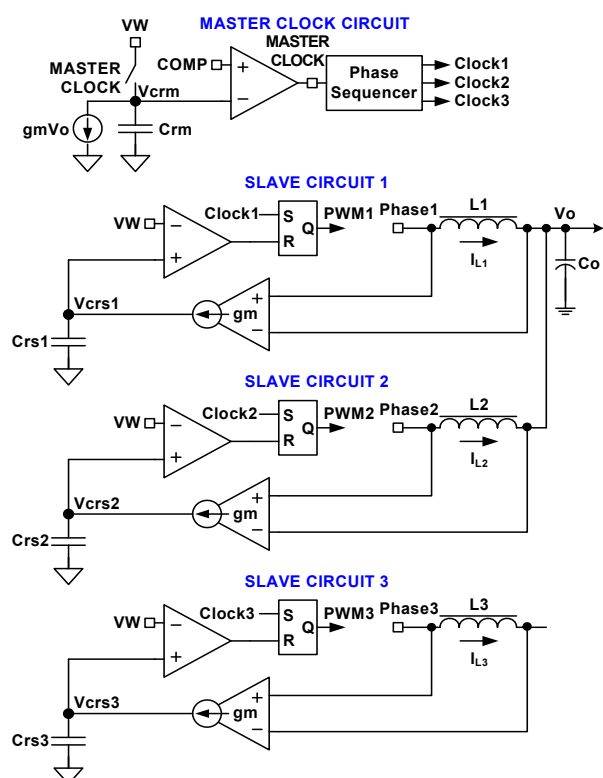 MASTER CLOCK CIRCUIT
VW
MASTER CLOCK
COMP
MASTER CLOCK
Vcrm
gmVo
Crm
+
−
Phase Sequencer
Clock1
Clock2
Clock3
SLAVE CIRCUIT 1
VW
−
+
Clock1
S
R
Q
PWM1
Phase1
L1
IL1
Vo
Co
Vcrs1
gm
+
−
Crs1
SLAVE CIRCUIT 2
VW
−
+
Clock2
S
R
Q
PWM2
Phase2
L2
IL2
Vcrs2
gm
+
−
Crs2
SLAVE CIRCUIT 3
VW
−
+
Clock3
S
R
Q
PWM3
Phase3
L3
IL3
Vcrs3
gm
+
−
Crs3